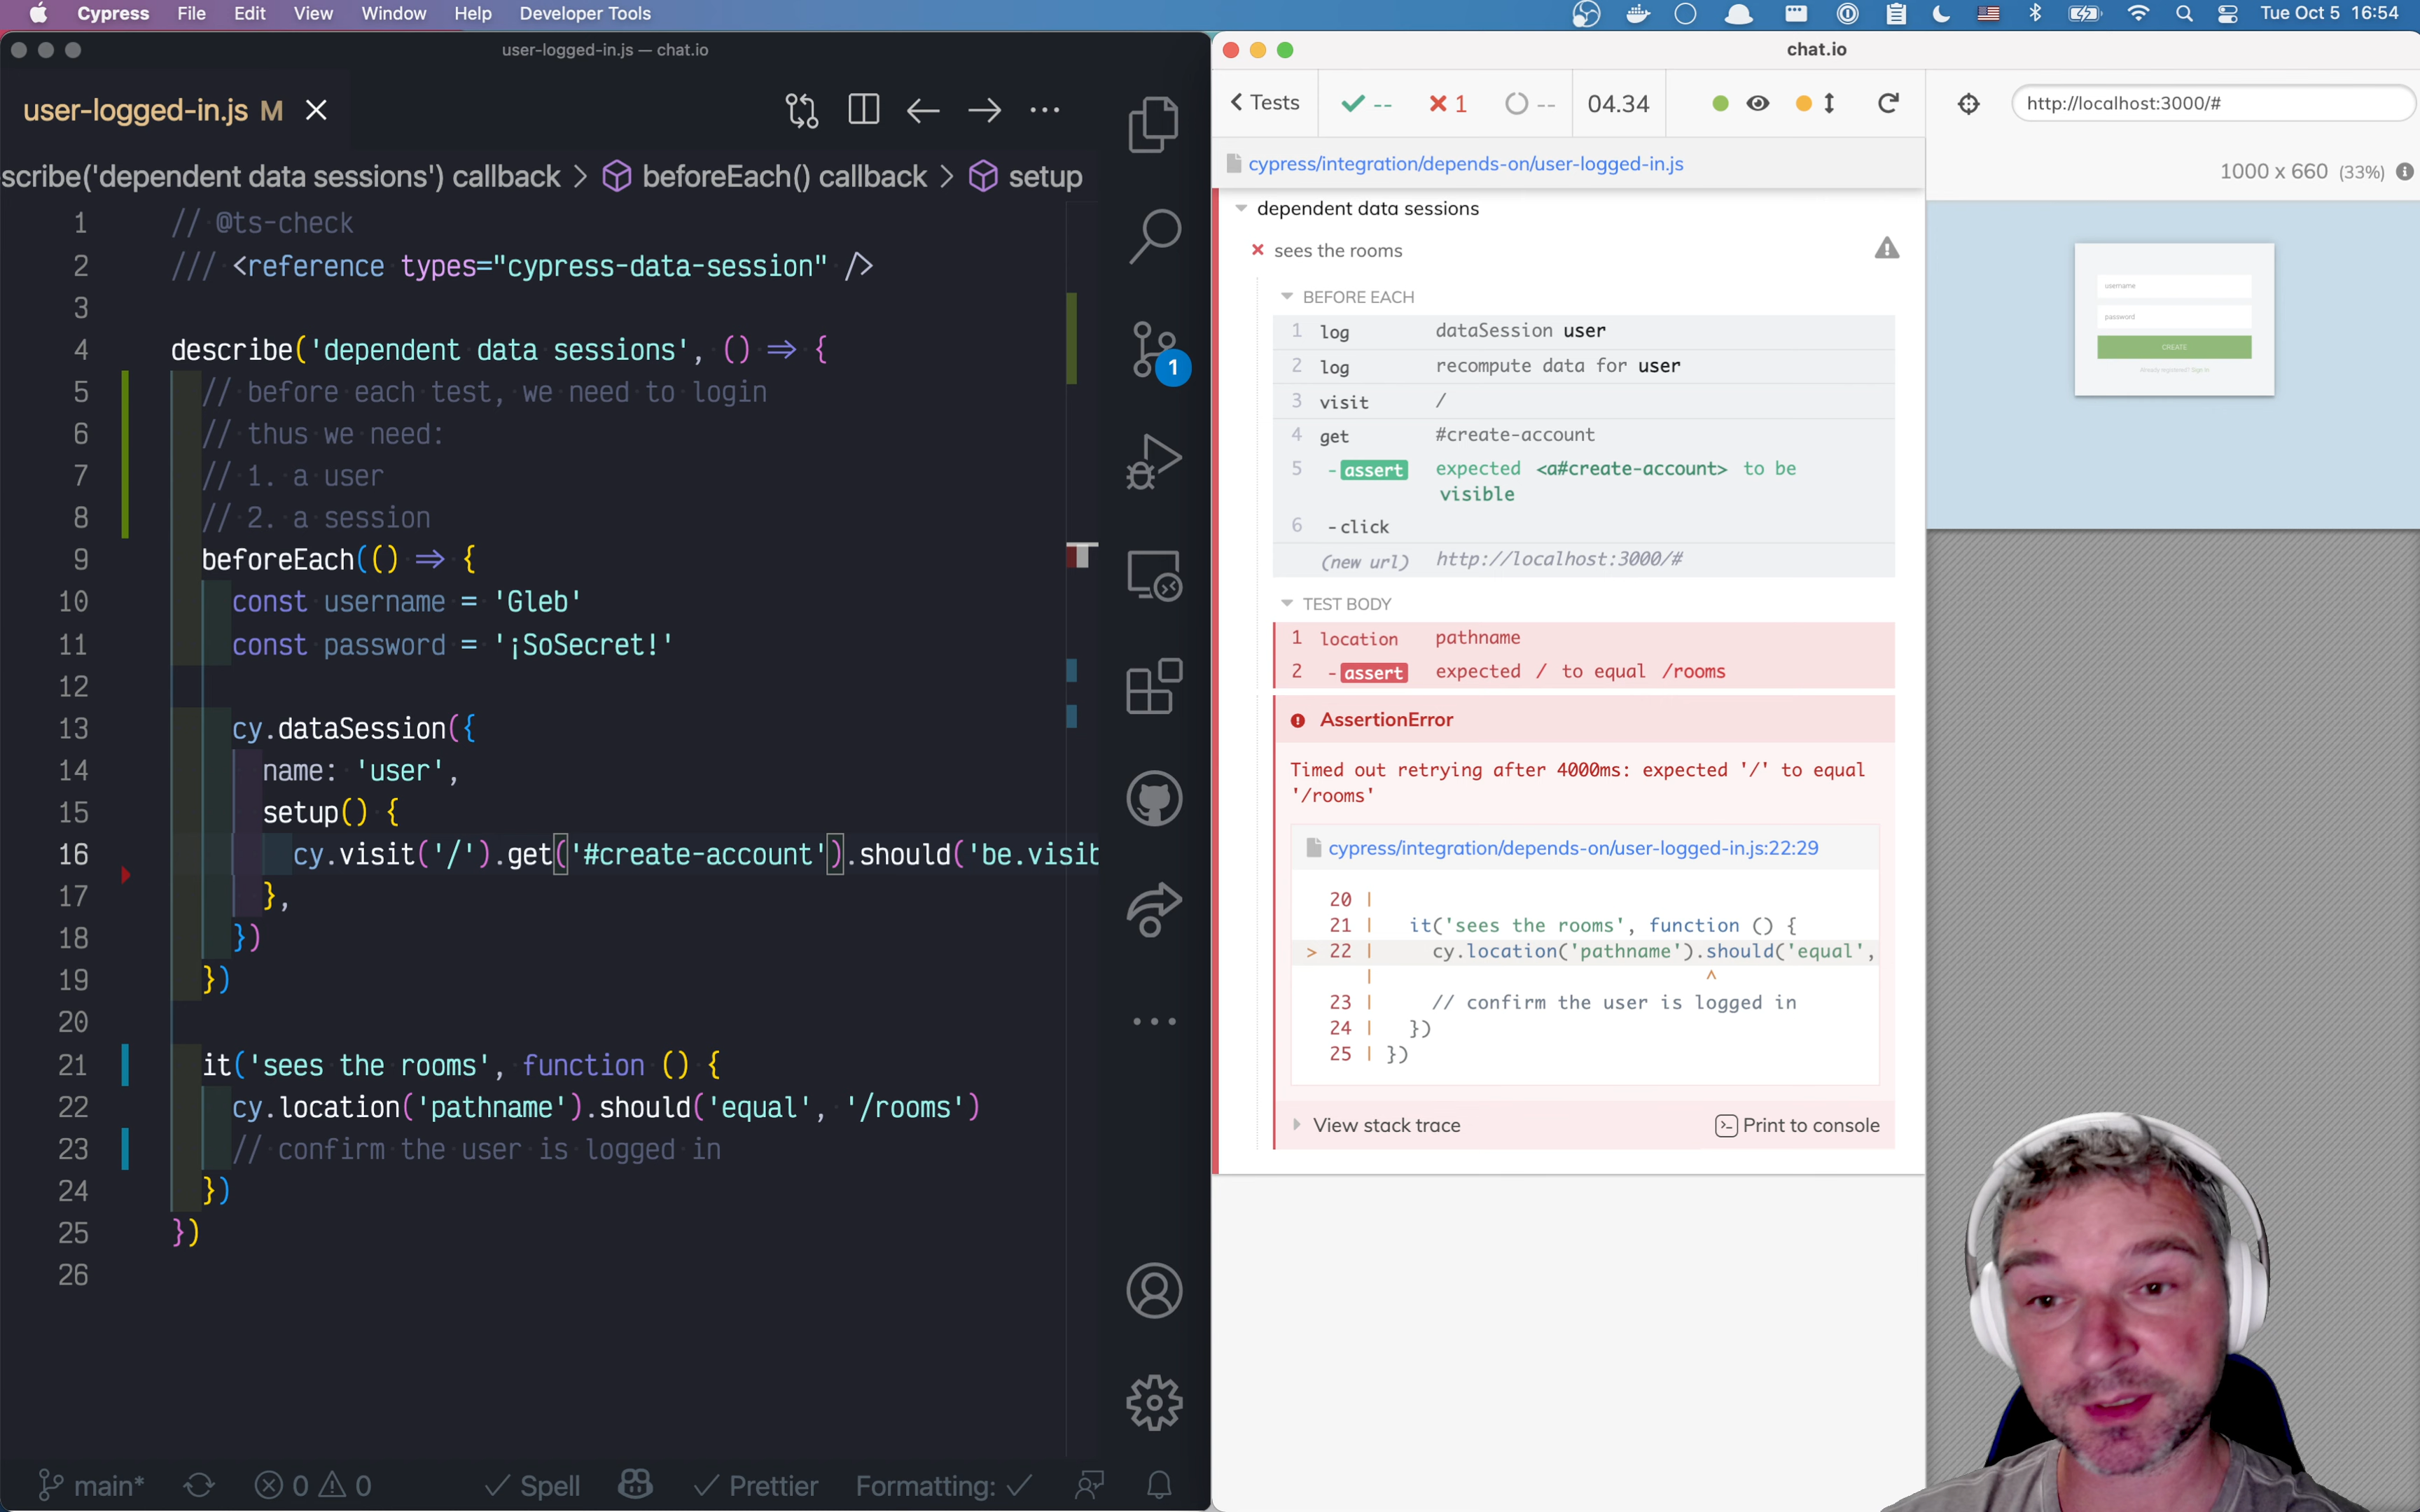 Cypress File Edit View Window Help Developer Tools
Tue Oct 5 16:54
user-logged-in.js — chat.io
user-logged-in.js M
scribe('dependent data sessions') callback > beforeEach() callback > setup
1 // @ts-check
2 /// <reference types="cypress-data-session" />
3
4 describe('dependent data sessions', () => {
5 // before each test, we need to login
6 // thus we need:
7 // 1. a user
8 // 2. a session
9 beforeEach(() => {
10 const username = 'Gleb'
11 const password = '¡SoSecret!'
12
13 cy.dataSession({
14 name: 'user',
15 setup() {
16 cy.visit('/').get('#create-account').should('be.visib
17 },
18 })
19 })
20
21 it('sees the rooms', function () {
22 cy.location('pathname').should('equal', '/rooms')
23 // confirm the user is logged in
24 })
25 })
26
1
main* 0 0 Spell Prettier Formatting:
chat.io
Tests -- 1 -- 04.34
http://localhost:3000/#
cypress/integration/depends-on/user-logged-in.js
1000 x 660 (33%)
dependent data sessions
sees the rooms
BEFORE EACH
1 log dataSession user
2 log recompute data for user
3 visit /
4 get #create-account
5 -assert expected <a#create-account> to be
visible
6 -click
(new url) http://localhost:3000/#
TEST BODY
1 location pathname
2 -assert expected / to equal /rooms
AssertionError
Timed out retrying after 4000ms: expected '/' to equal
'/rooms'
cypress/integration/depends-on/user-logged-in.js:22:29
20 |
21 | it('sees the rooms', function () {
> 22 | cy.location('pathname').should('equal',
| ^
23 | // confirm the user is logged in
24 | })
25 | })
View stack trace
Print to console
username
password
CREATE
Already registered? Sign in